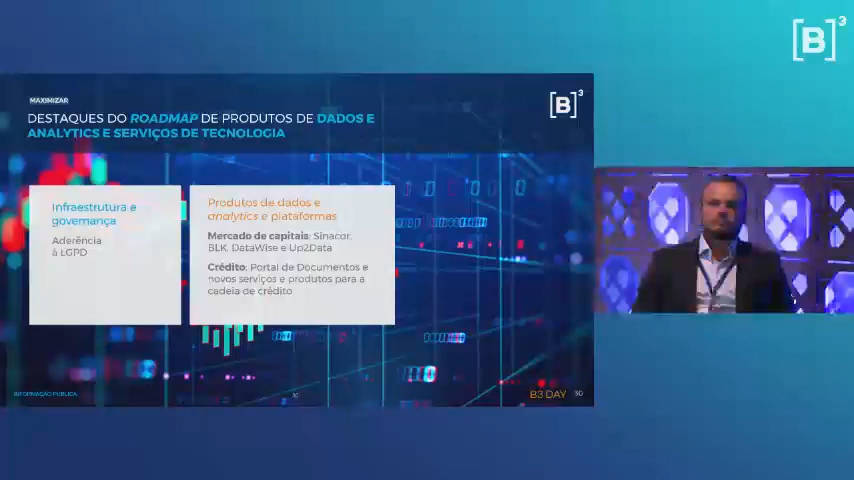 [B]³
MAXIMIZAR
[B]³
DESTAQUES DO ROADMAP DE PRODUTOS DE DADOS E
ANALYTICS E SERVIÇOS DE TECNOLOGIA
Infraestrutura e
governança
Aderência
à LGPD
Produtos de dados e
analytics e plataformas
Mercado de capitais: Sinacor,
BLK, DataWise e Up2Data
Crédito: Portal de Documentos e
novos serviços e produtos para a
cadeia de crédito
INFORMAÇÃO PÚBLICA
B3 DAY